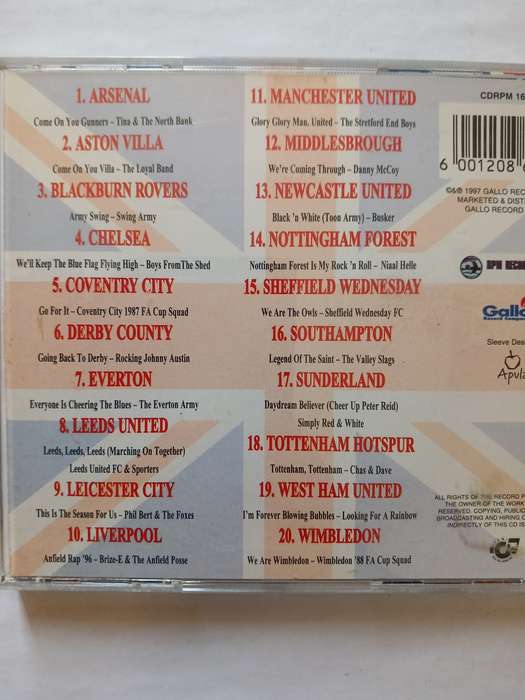 1. ARSENAL
Come On You Gunners – Tina & The North Bank
2. ASTON VILLA
Come On You Villa – The Loyal Band
3. BLACKBURN ROVERS
Army Swing – Swing Army
4. CHELSEA
We'll Keep The Blue Flag Flying High – Boys From The Shed
5. COVENTRY CITY
Go For It – Coventry City 1987 FA Cup Squad
6. DERBY COUNTY
Going Back To Derby – Rocking Johnny Austin
7. EVERTON
Everyone Is Cheering The Blues – The Everton Army
8. LEEDS UNITED
Leeds, Leeds, Leeds (Marching On Together)
Leeds United FC & Sporters
9. LEICESTER CITY
This Is The Season For Us – Phil Bert & The Foxes
10. LIVERPOOL
Anfield Rap '96 – Brize-E & The Anfield Posse
11. MANCHESTER UNITED
Glory Glory Man. United – The Stretford End Boys
12. MIDDLESBROUGH
We're Coming Through – Danny McCoy
13. NEWCASTLE UNITED
Black 'n White (Toon Army) – Busker
14. NOTTINGHAM FOREST
Nottingham Forest Is My Rock 'n Roll – Niaal Helle
15. SHEFFIELD WEDNESDAY
We Are The Owls – Sheffield Wednesday FC
16. SOUTHAMPTON
Legend Of The Saint – The Valley Slags
17. SUNDERLAND
Daydream Believer (Cheer Up Peter Reid)
Simply Red & White
18. TOTTENHAM HOTSPUR
Tottenham, Tottenham – Chas & Dave
19. WEST HAM UNITED
I'm Forever Blowing Bubbles – Looking For A Rainbow
20. WIMBLEDON
We Are Wimbledon – Wimbledon '88 FA Cup Squad
CDRPM 16
6 001208
℗&© 1997 GALLO RECO
MARKETED & DIST
GALLO RECORD
RPM RECO
Gallo
Record Compa
Sleeve Des
Apula
ALL RIGHTS OF THE RECORD P
THE OWNER OF THE WORK
RESERVED. COPYING, PUBLIC
BROADCASTING AND HIRING
INDIRECTLY OF THIS CD IS